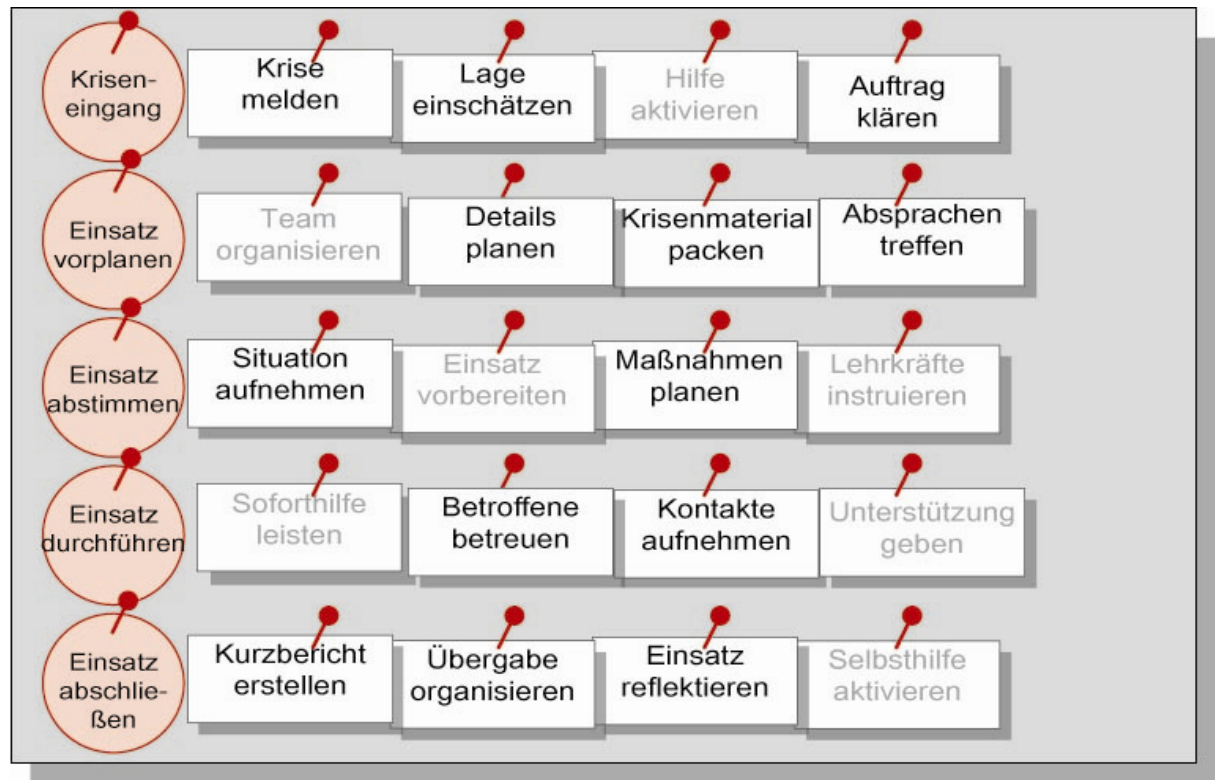 Krisen-
eingang
Krise
melden
Lage
einschätzen
Hilfe
aktivieren
Auftrag
klären
Einsatz
vorplanen
Team
organisieren
Details
planen
Krisenmaterial
packen
Absprachen
treffen
Einsatz
abstimmen
Situation
aufnehmen
Einsatz
vorbereiten
Maßnahmen
planen
Lehrkräfte
instruieren
Einsatz
durchführen
Soforthilfe
leisten
Betroffene
betreuen
Kontakte
aufnehmen
Unterstützung
geben
Einsatz
abschlie-
ßen
Kurzbericht
erstellen
Übergabe
organisieren
Einsatz
reflektieren
Selbsthilfe
aktivieren